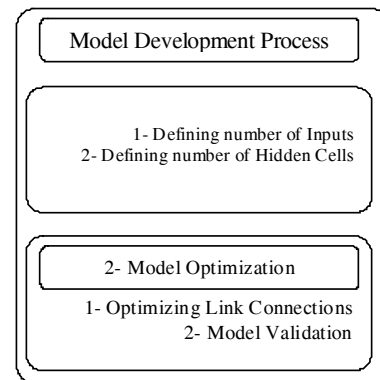 Model Development Process
1- Defining number of Inputs
2- Defining number of Hidden Cells
2- Model Optimization
1- Optimizing Link Connections
2- Model Validation